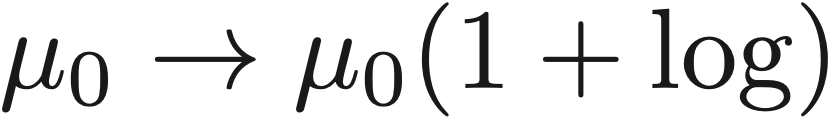 μ₀ → μ₀(1 + log)